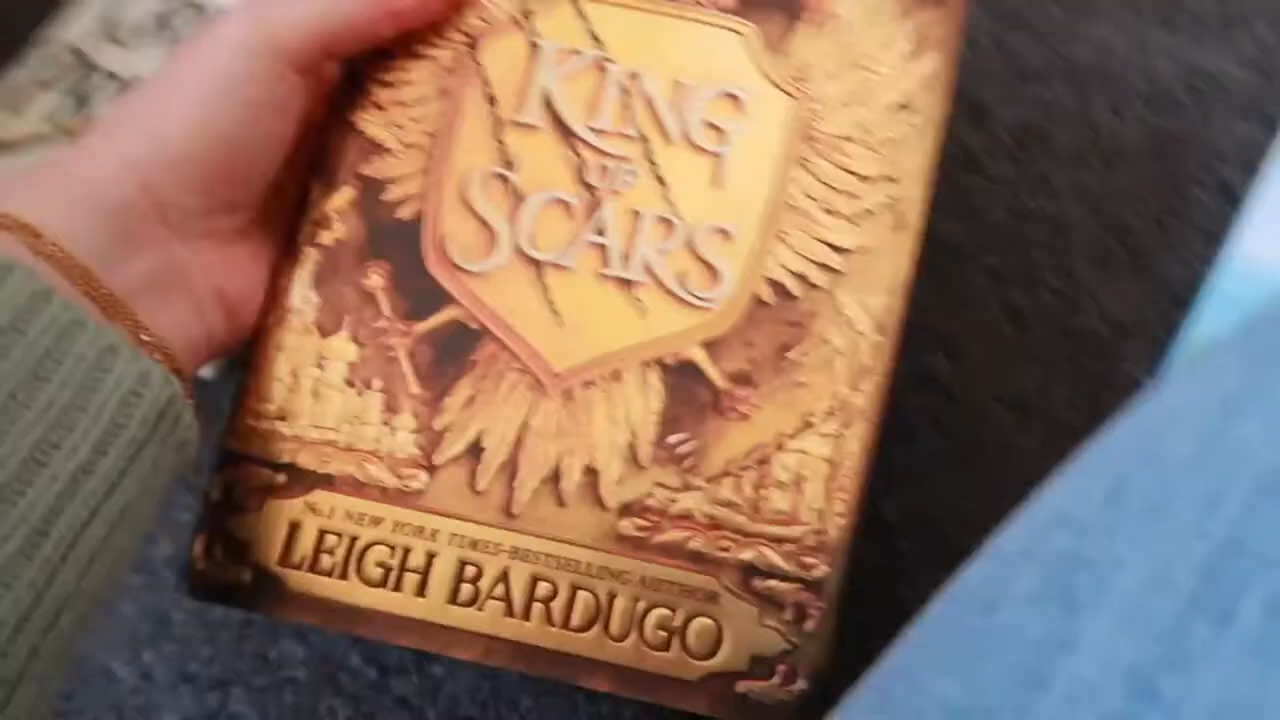 KING
OF
SCARS
No.1 NEW YORK TIMES-BESTSELLING AUTHOR
LEIGH BARDUGO